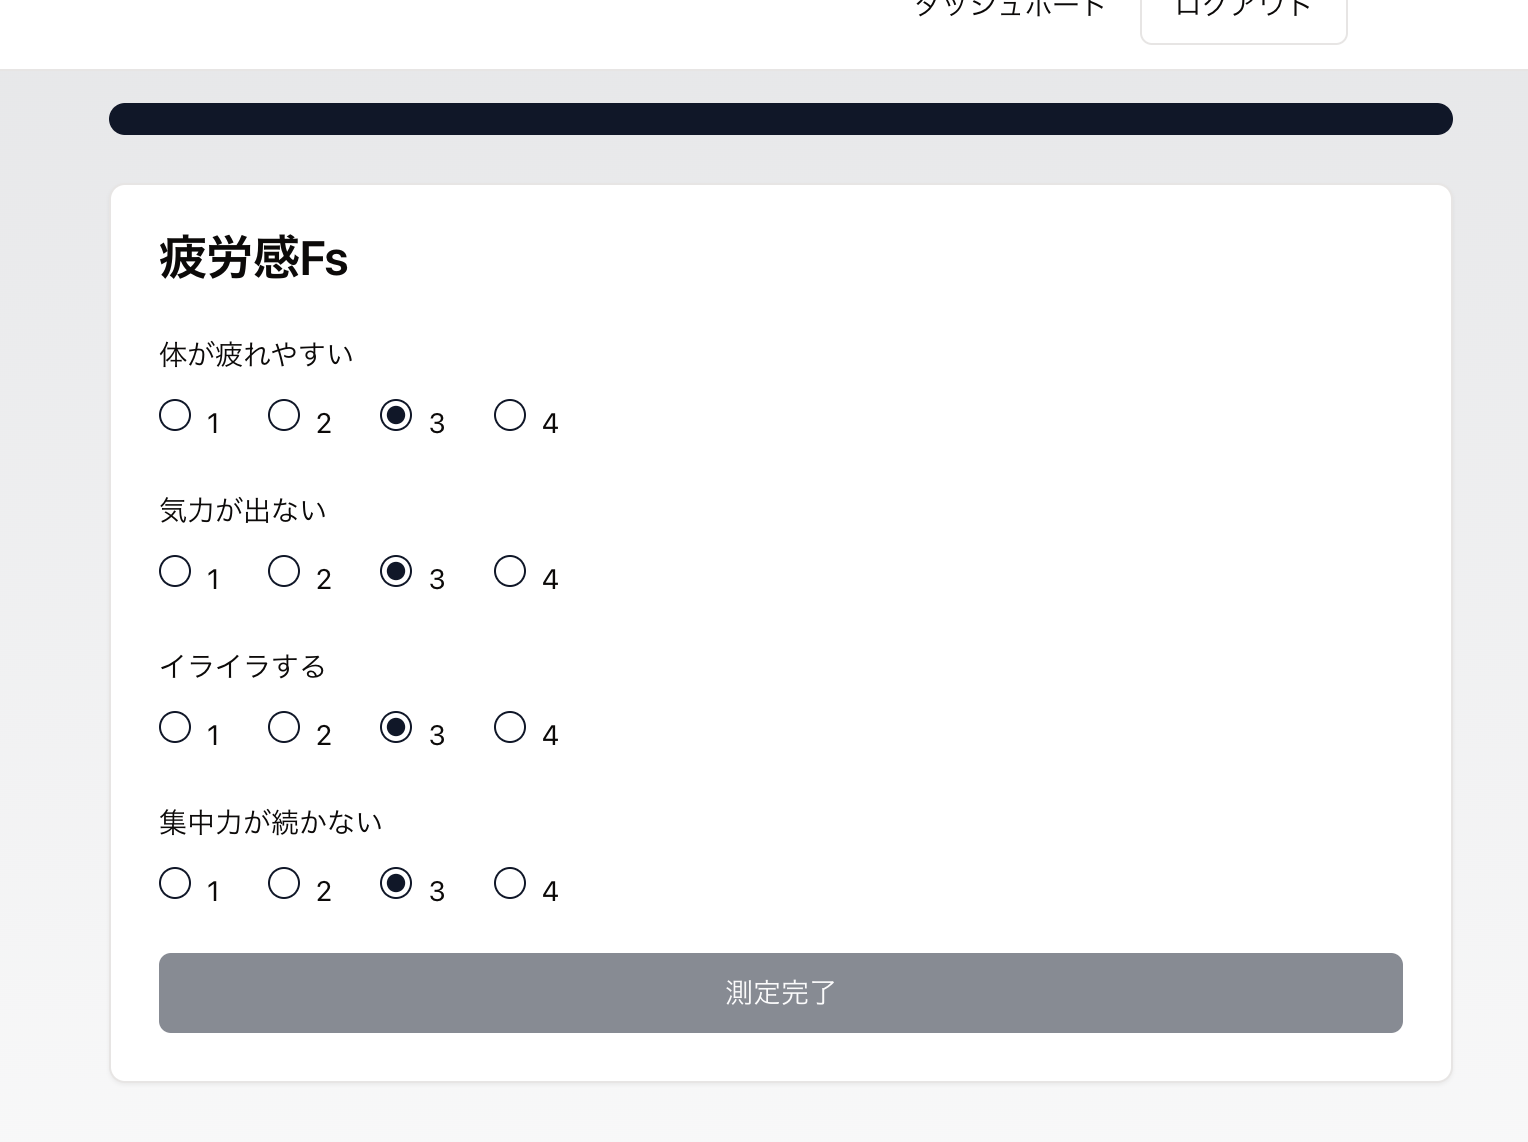 ダッシュボード ログアウト
疲労感Fs
体が疲れやすい
1 2 3 4
気力が出ない
1 2 3 4
イライラする
1 2 3 4
集中力が続かない
1 2 3 4
測定完了